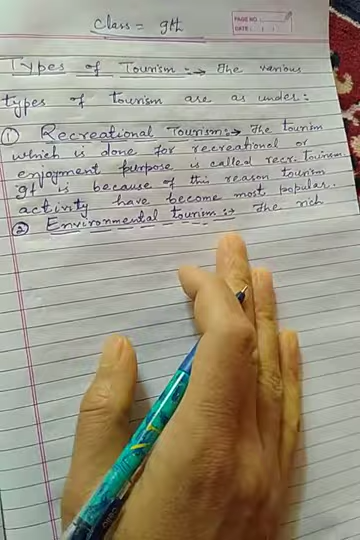 Class = 9th
PAGE NO.:
DATE: / /
Types of Tourism :→ The various
types of tourism are as under:
① Recreational Tourism:→ The tourism
which is done for recreational or
enjoyment purpose is called recr. Tourism.
It is because of this reason tourism
activity have become most popular.
② Environmental tourism :→ The rich